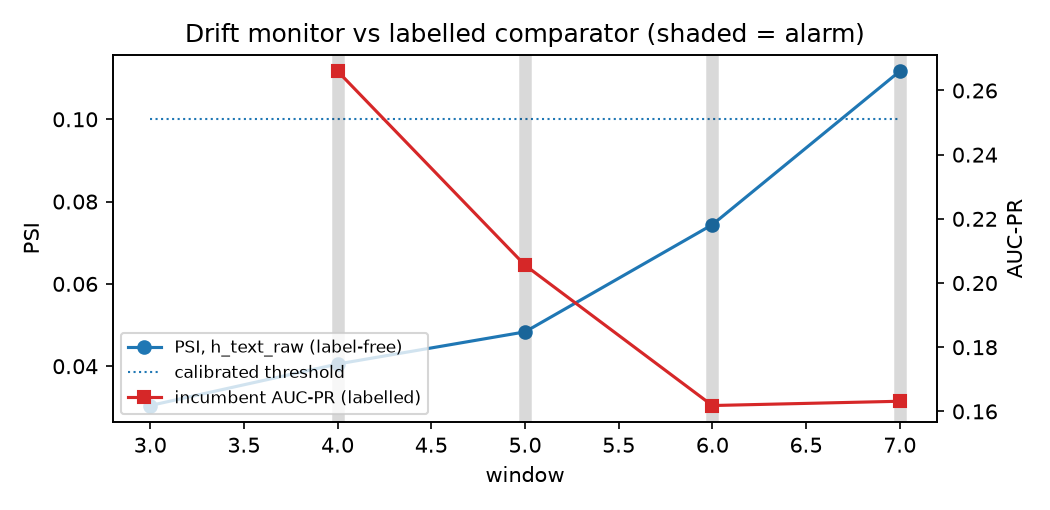 Drift monitor vs labelled comparator (shaded = alarm)
0.10
0.08
0.06
0.04
PSI
0.26
0.24
0.22
0.20
0.18
0.16
AUC-PR
PSI, h_text_raw (label-free)
calibrated threshold
incumbent AUC-PR (labelled)
3.0 3.5 4.0 4.5 5.0 5.5 6.0 6.5 7.0
window